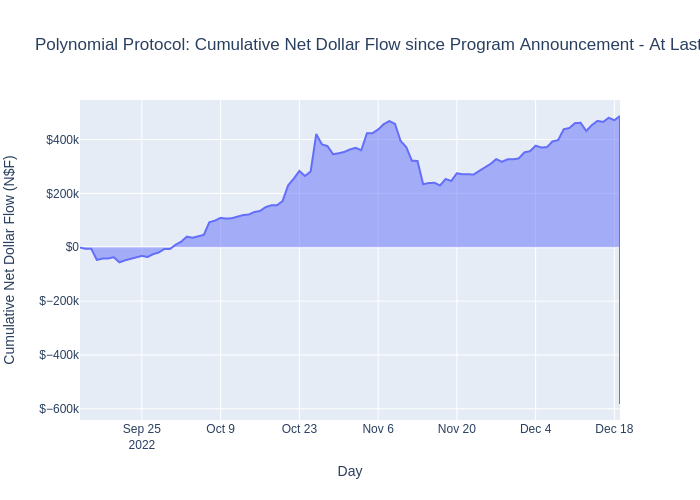 Polynomial Protocol: Cumulative Net Dollar Flow since Program Announcement - At Last
Cumulative Net Dollar Flow (N$F)
$400k
$200k
$0
$−200k
$−400k
$−600k
Sep 25
2022
Oct 9
Oct 23
Nov 6
Nov 20
Dec 4
Dec 18
Day